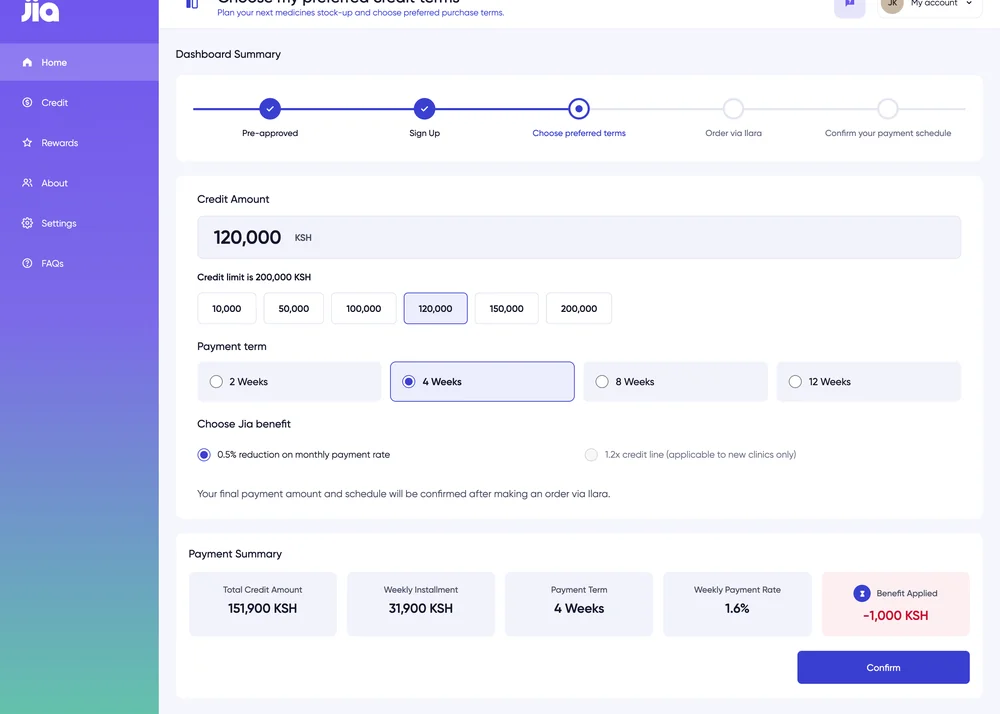 Jia
Choose my preferred credit terms
Plan your next medicines stock-up and choose preferred purchase terms.
JK My account
Home
Credit
Rewards
About
Settings
FAQs
Dashboard Summary
Pre-approved
Sign Up
Choose preferred terms
Order via Ilara
Confirm your payment schedule
Credit Amount
120,000 KSH
Credit limit is 200,000 KSH
10,000 50,000 100,000 120,000 150,000 200,000
Payment term
2 Weeks 4 Weeks 8 Weeks 12 Weeks
Choose Jia benefit
0.5% reduction on monthly payment rate 1.2x credit line (applicable to new clinics only)
Your final payment amount and schedule will be confirmed after making an order via Ilara.
Payment Summary
Total Credit Amount
151,900 KSH
Weekly Installment
31,900 KSH
Payment Term
4 Weeks
Weekly Payment Rate
1.6%
Benefit Applied
-1,000 KSH
Confirm